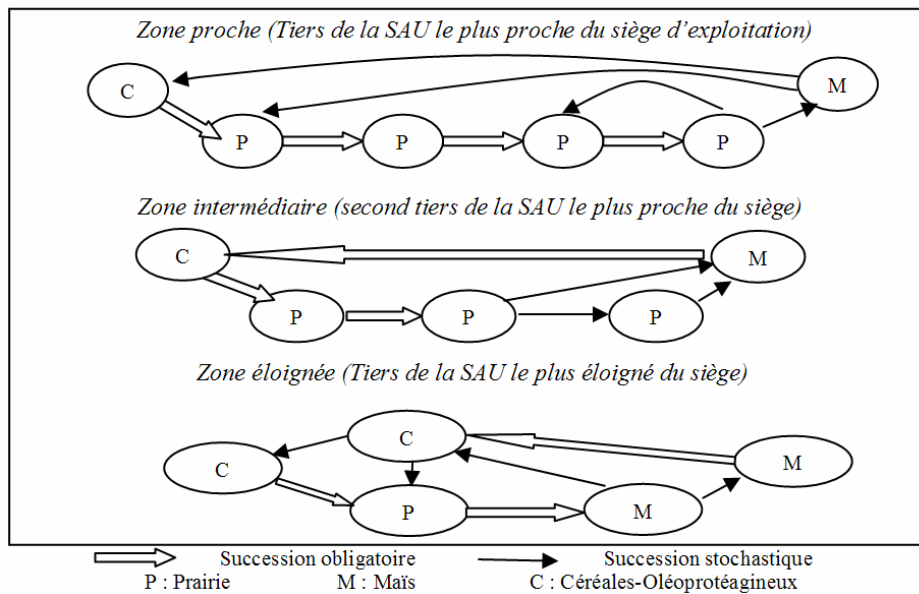 Zone proche (Tiers de la SAU le plus proche du siège d'exploitation)
C
M
P
P
P
P
Zone intermédiaire (second tiers de la SAU le plus proche du siège)
C
M
P
P
P
Zone éloignée (Tiers de la SAU le plus éloigné du siège)
C
C
M
P
M
Succession obligatoire
Succession stochastique
P : Prairie
M : Maïs
C : Céréales-Oléoprotéagineux